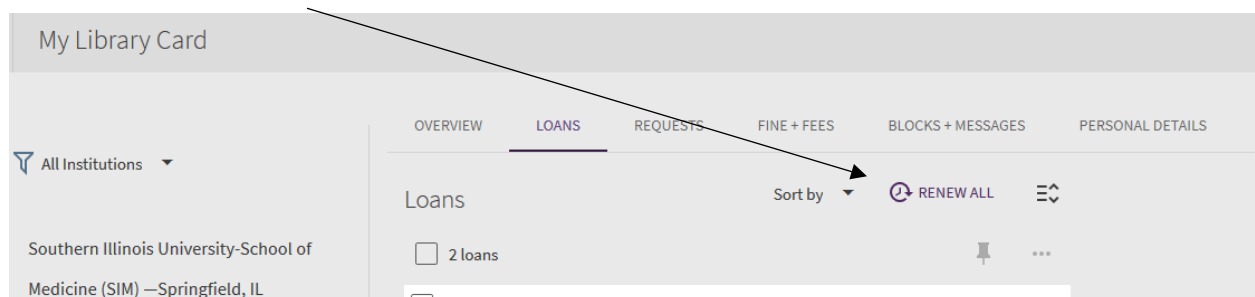 My Library Card
OVERVIEW LOANS REQUESTS FINE + FEES BLOCKS + MESSAGES PERSONAL DETAILS
All Institutions
Loans Sort by RENEW ALL
Southern Illinois University-School of
Medicine (SIM) —Springfield, IL
2 loans